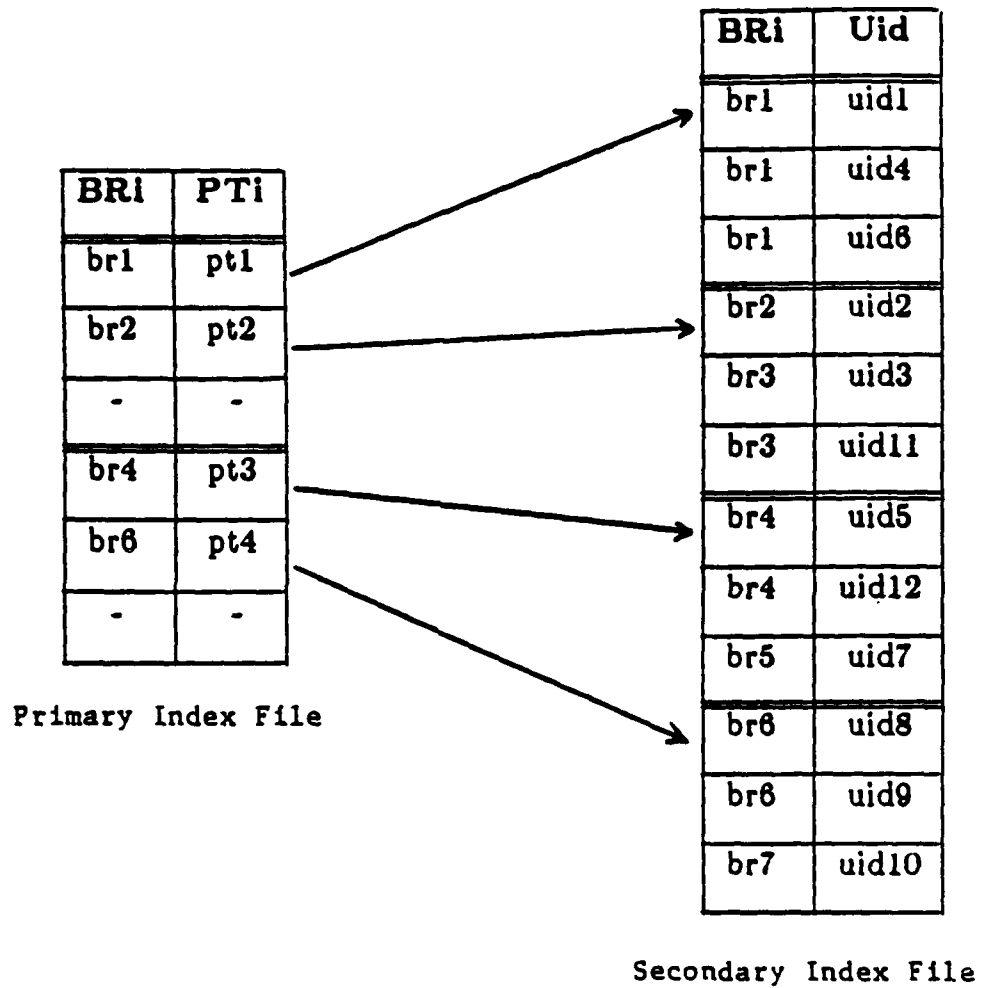 BRi PTi
br1 pt1
br2 pt2
- -
br4 pt3
br6 pt4
- -
Primary Index File
BRi Uid
br1 uid1
br1 uid4
br1 uid6
br2 uid2
br3 uid3
br3 uid11
br4 uid5
br4 uid12
br5 uid7
br6 uid8
br6 uid9
br7 uid10
Secondary Index File